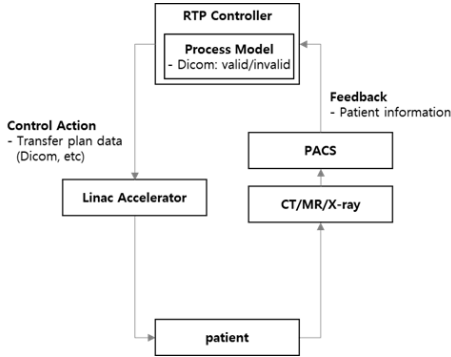 RTP Controller
Process Model
- Dicom: valid/invalid
Feedback
- Patient information
Control Action
- Transfer plan data
(Dicom, etc)
PACS
Linac Accelerator
CT/MR/X-ray
patient